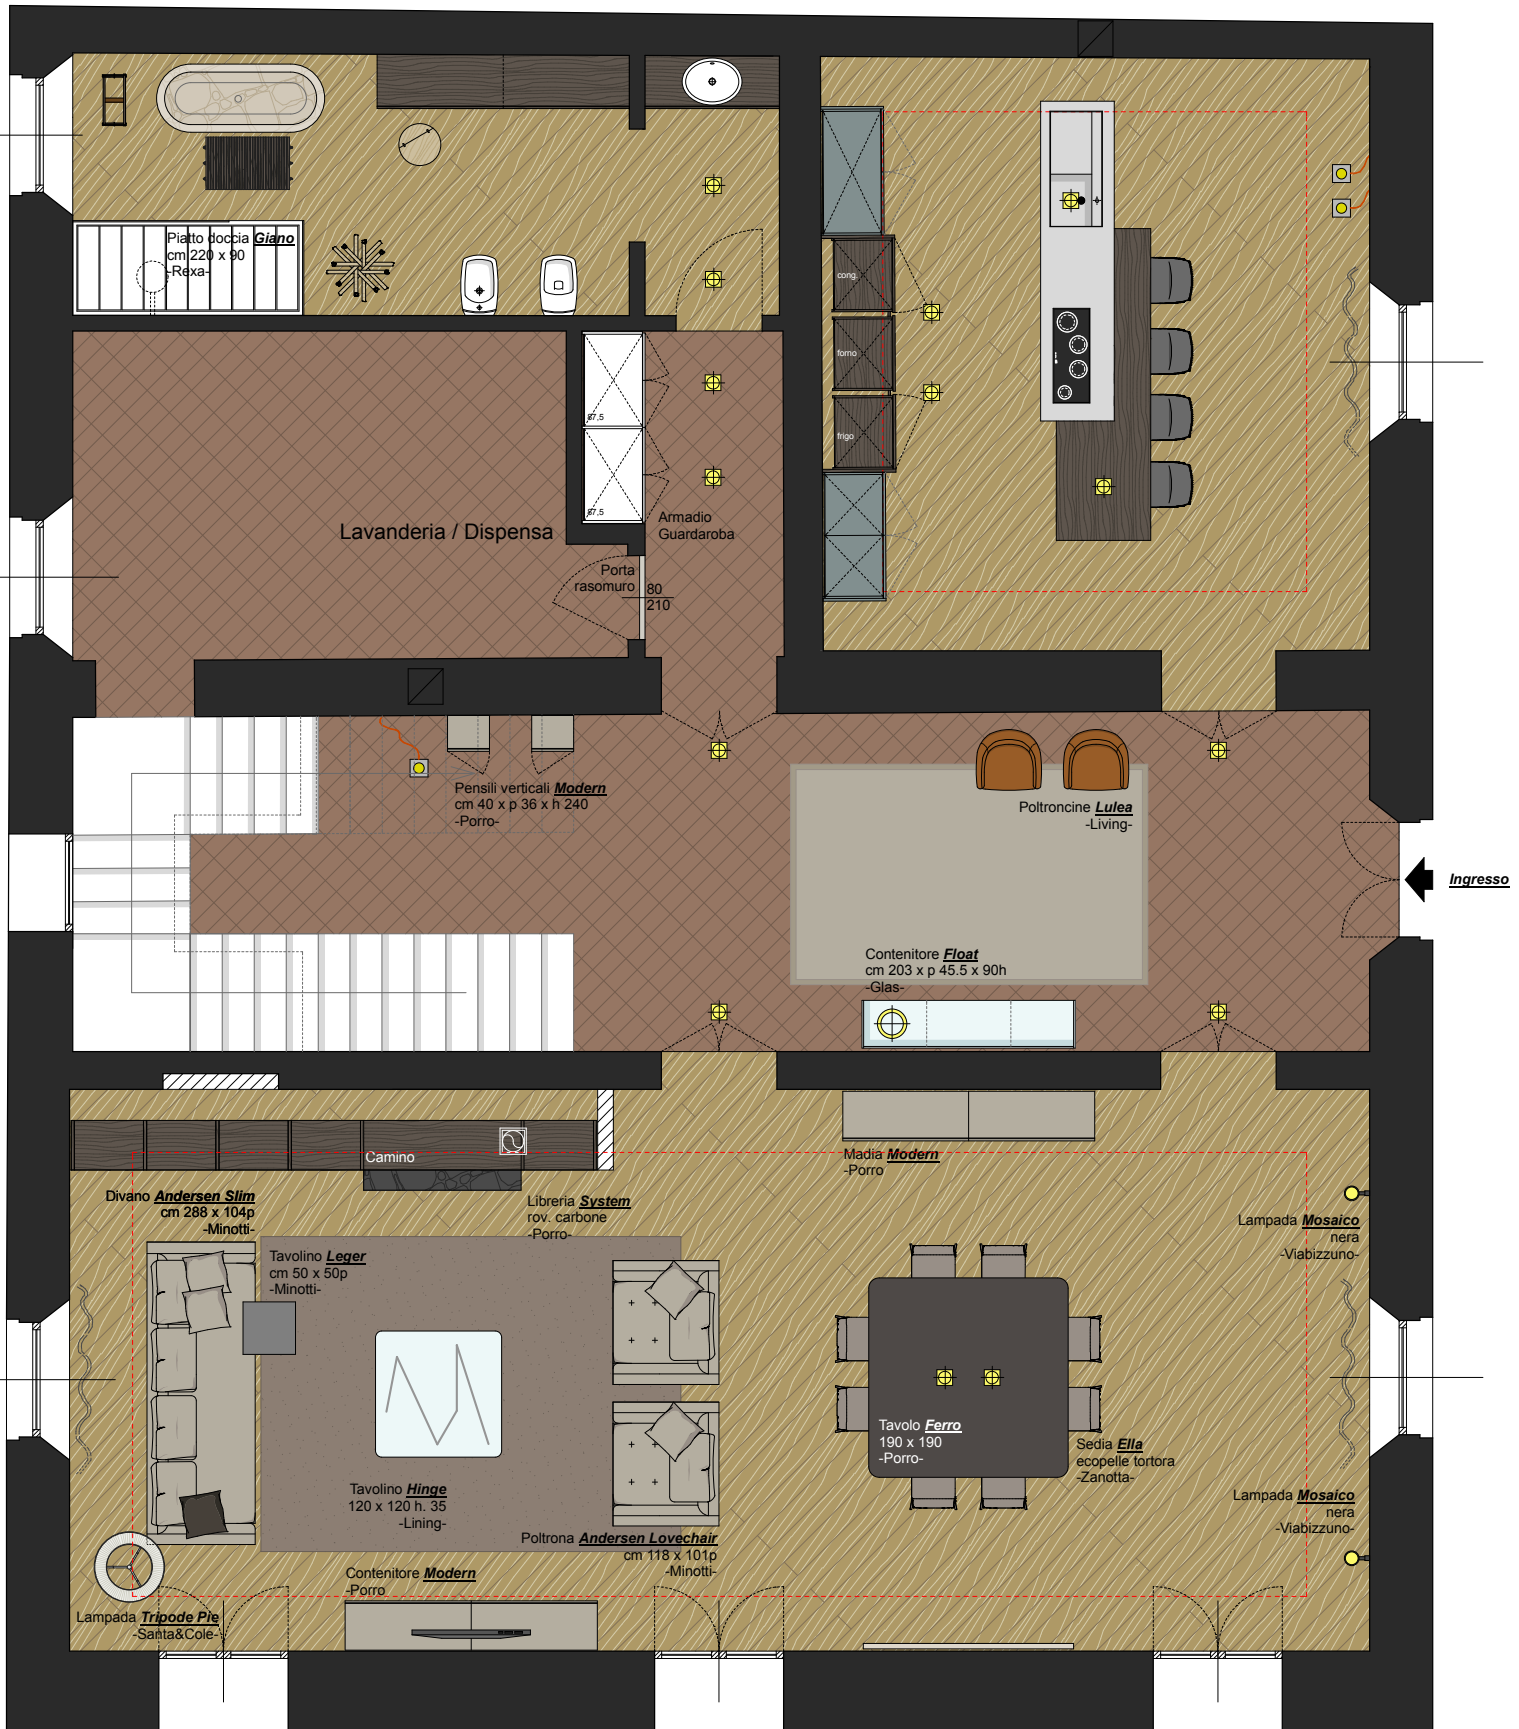 Piatto doccia Giano
cm 220 x 90
-Rexa-
cong.
forno
frigo
67,5
67,5
Armadio
Guardaroba
Lavanderia / Dispensa
Porta
rasomuro
80
210
Pensili verticali Modern
cm 40 x p 36 x h 240
-Porro-
Poltroncine Lulea
-Living-
Ingresso
Contenitore Float
cm 203 x p 45.5 x 90h
-Glas-
Camino
Madia Modern
-Porro
Divano Andersen Slim
cm 288 x 104p
-Minotti-
Libreria System
rov. carbone
-Porro-
Lampada Mosaico
nera
-Viabizzuno-
Tavolino Leger
cm 50 x 50p
-Minotti-
Tavolo Ferro
190 x 190
-Porro-
Sedia Ella
ecopelle tortora
-Zanotta-
Tavolino Hinge
120 x 120 h. 35
-Lining-
Lampada Mosaico
nera
-Viabizzuno-
Poltrona Andersen Lovechair
cm 118 x 101p
-Minotti-
Contenitore Modern
-Porro
Lampada Tripode Pie
-Santa&Cole-